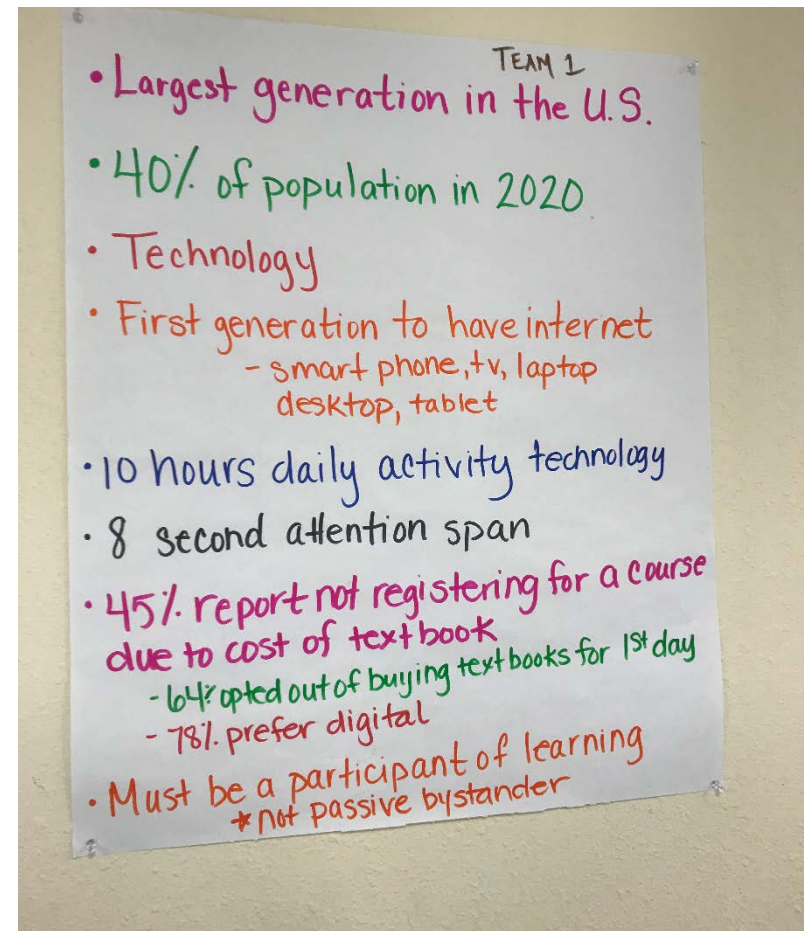 TEAM 1
• Largest generation in the U.S.
• 40% of population in 2020
• Technology
• First generation to have internet
- smart phone, tv, laptop
desktop, tablet
• 10 hours daily activity technology
• 8 second attention span
• 45% report not registering for a course
due to cost of textbook
- 64% opted out of buying textbooks for 1st day
- 78% prefer digital
• Must be a participant of learning
* not passive bystander